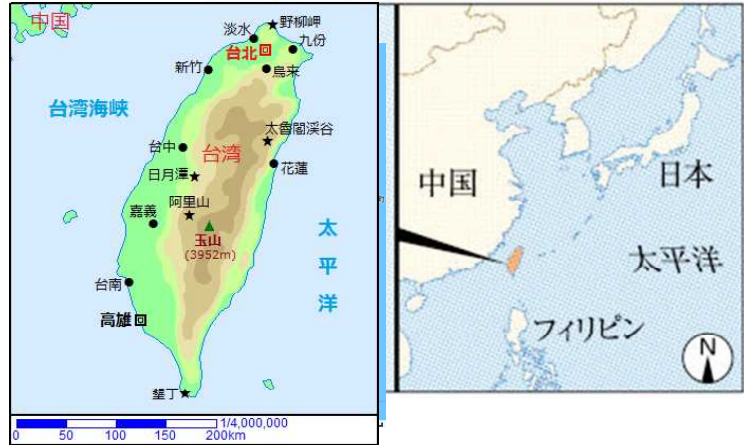 中国
野柳岬
淡水
九份
台北
烏来
新竹
台湾海峡
太魯閣渓谷
台中
台湾
花蓮
日月潭
阿里山
嘉義
玉山
(3952m)
太平洋
台南
高雄
墾丁
1/4,000,000
0 50 100 150 200km
中国
日本
太平洋
フィリピン
N